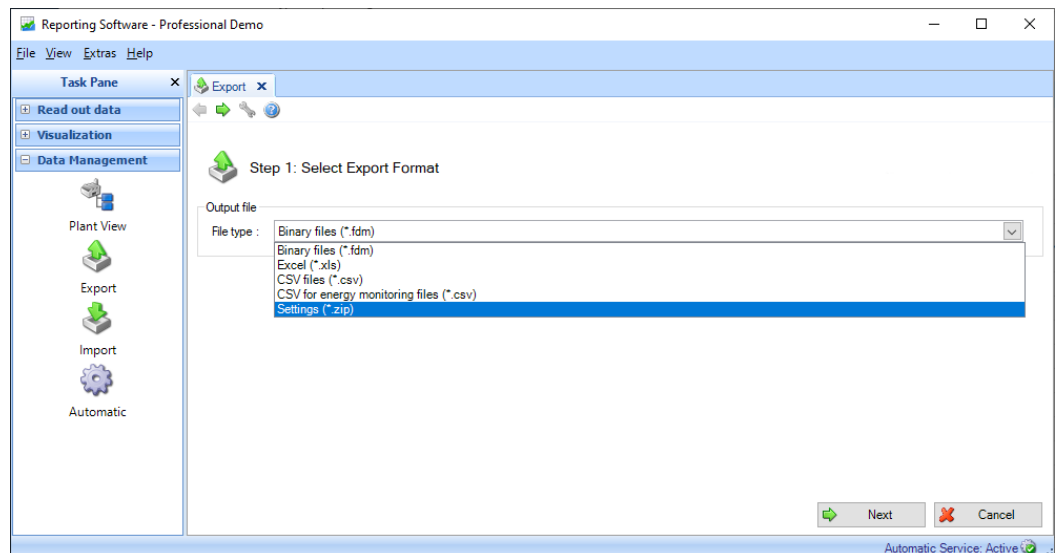 Reporting Software - Professional Demo
File View Extras Help
Task Pane
Read out data
Visualization
Data Management
Plant View
Export
Import
Automatic
Export
Step 1: Select Export Format
Output file
File type : Binary files (*.fdm)
Binary files (*.fdm)
Excel (*.xls)
CSV files (*.csv)
CSV for energy monitoring files (*.csv)
Settings (*.zip)
Next Cancel
Automatic Service: Active